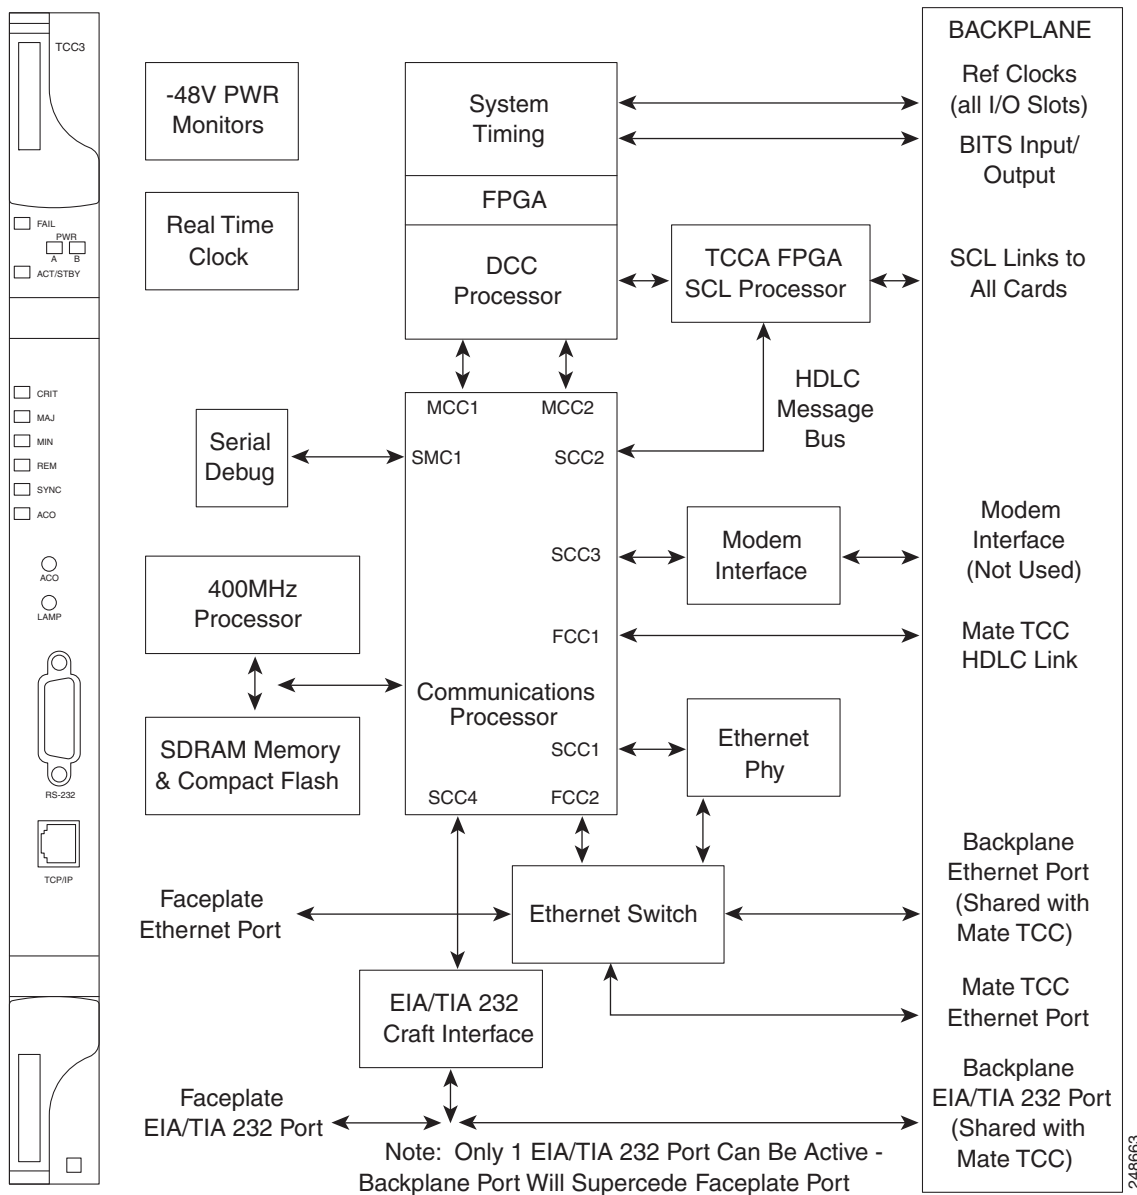 TCC3
FAIL
PWR
A B
ACT/STBY
CRIT
MAJ
MIN
REM
SYNC
ACO
ACO
LAMP
RS-232
TCP/IP
-48V PWR
Monitors
Real Time
Clock
System
Timing
FPGA
DCC
Processor
TCCA FPGA
SCL Processor
HDLC
Message
Bus
Serial
Debug
MCC1
MCC2
SMC1
SCC2
SCC3
FCC1
Communications
Processor
SCC1
SCC4
FCC2
Modem
Interface
400MHz
Processor
SDRAM Memory
& Compact Flash
Ethernet
Phy
Faceplate
Ethernet Port
Ethernet Switch
EIA/TIA 232
Craft Interface
Faceplate
EIA/TIA 232 Port
Note: Only 1 EIA/TIA 232 Port Can Be Active -
Backplane Port Will Supercede Faceplate Port
BACKPLANE
Ref Clocks
(all I/O Slots)
BITS Input/
Output
SCL Links to
All Cards
Modem
Interface
(Not Used)
Mate TCC
HDLC Link
Backplane
Ethernet Port
(Shared with
Mate TCC)
Mate TCC
Ethernet Port
Backplane
EIA/TIA 232 Port
(Shared with
Mate TCC)
248663